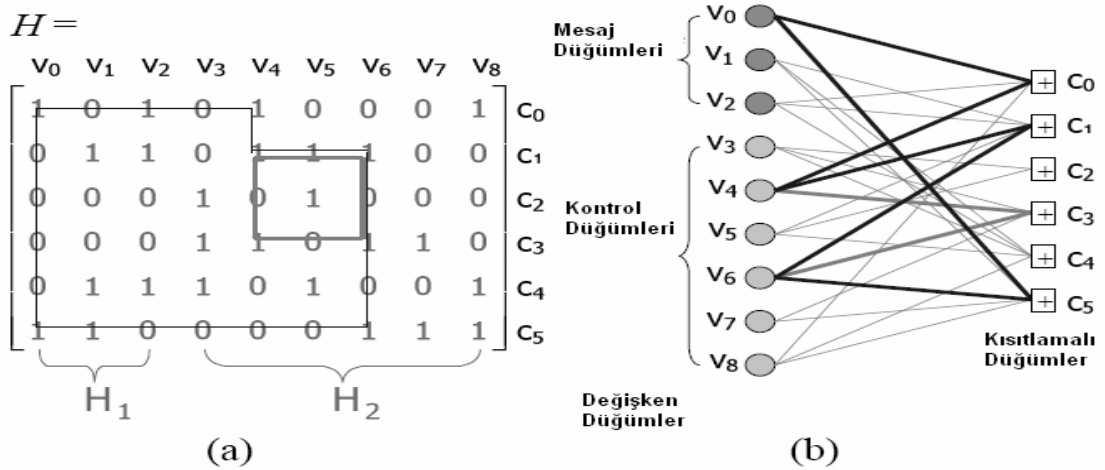 H =
V0 V1 V2 V3 V4 V5 V6 V7 V8
1 0 1 0 1 0 0 0 1 C0
0 1 1 0 1 1 1 0 0 C1
0 0 0 1 0 1 0 0 0 C2
0 0 0 1 1 0 1 1 0 C3
0 1 1 1 0 1 0 0 1 C4
1 1 0 0 0 0 1 1 1 C5
H1 H2
(a)
Mesaj
Düğümleri
Kontrol
Düğümleri
Değişken
Düğümler
V0
V1
V2
V3
V4
V5
V6
V7
V8
+ C0
+ C1
+ C2
+ C3
+ C4
+ C5
Kısıtlamalı
Düğümler
(b)